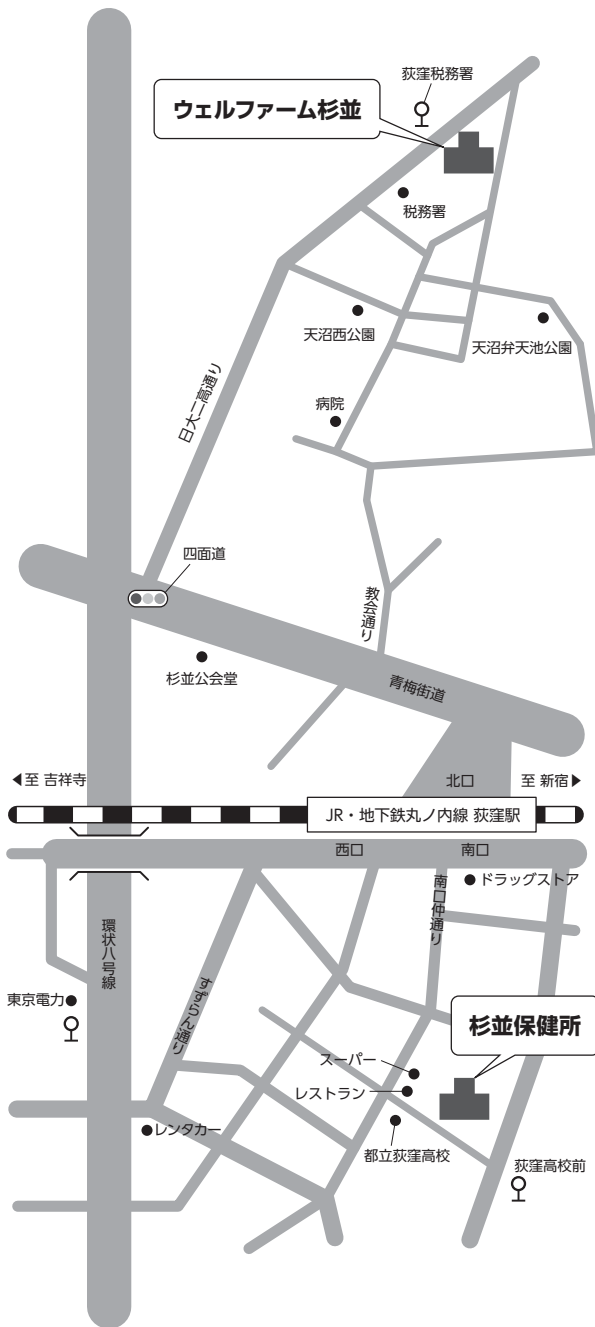 荻窪税務署
ウェルファーム杉並
税務署
天沼西公園
天沼弁天池公園
日大二高通り
病院
四面道
教会通り
杉並公会堂
青梅街道
◀至 吉祥寺
北口
至 新宿▶
JR・地下鉄丸ノ内線 荻窪駅
西口
南口
ドラッグストア
南口仲通り
環状八号線
すずらん通り
東京電力
杉並保健所
スーパー
レストラン
レンタカー
都立荻窪高校
荻窪高校前